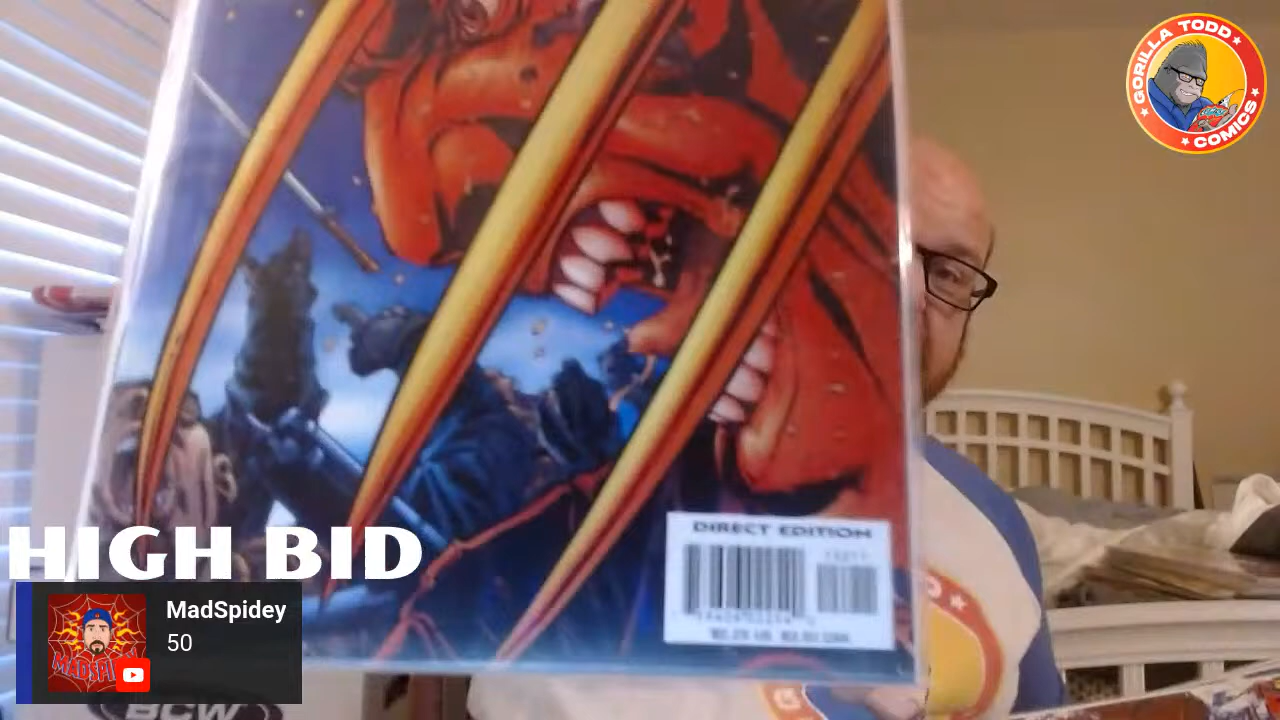 GORILLA TODD
COMICS
DIRECT EDITION
HIGH BID
MadSpidey
50
BCW